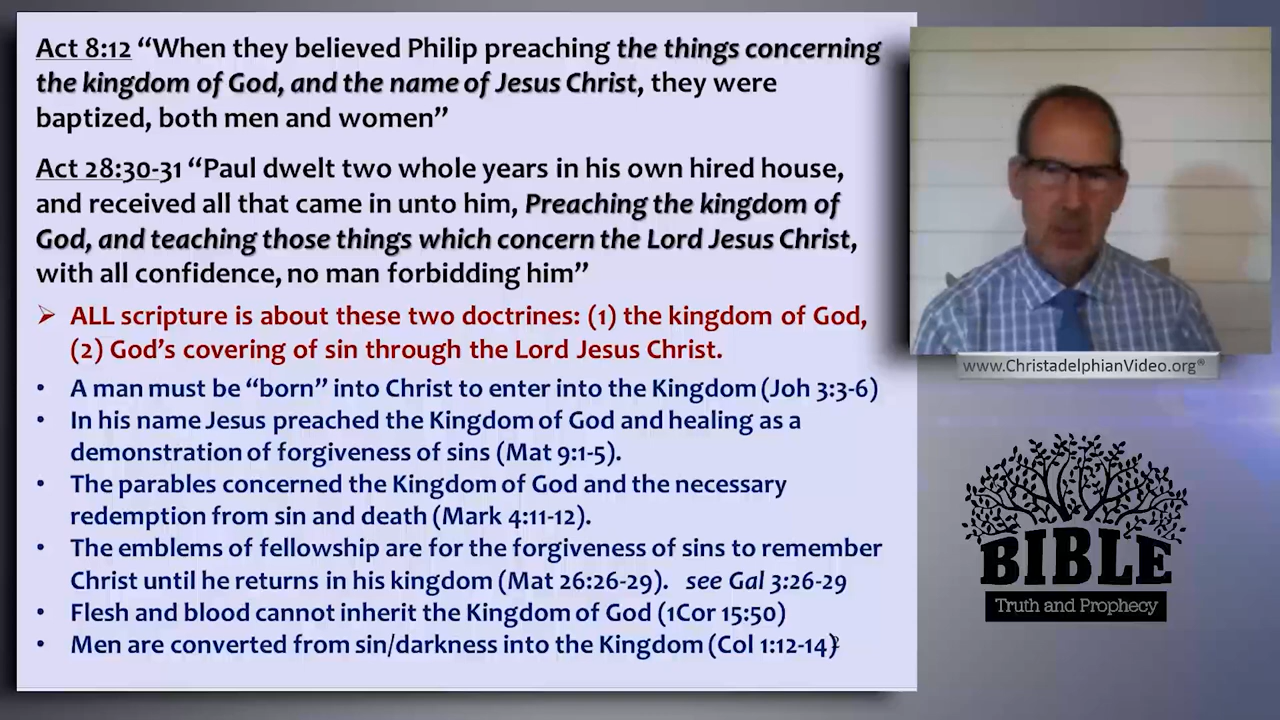 Act 8:12 “When they believed Philip preaching the things concerning
the kingdom of God, and the name of Jesus Christ, they were
baptized, both men and women”
Act 28:30-31 “Paul dwelt two whole years in his own hired house,
and received all that came in unto him, Preaching the kingdom of
God, and teaching those things which concern the Lord Jesus Christ,
with all confidence, no man forbidding him”
➢ ALL scripture is about these two doctrines: (1) the kingdom of God,
(2) God’s covering of sin through the Lord Jesus Christ.
• A man must be “born” into Christ to enter into the Kingdom (Joh 3:3-6)
• In his name Jesus preached the Kingdom of God and healing as a
demonstration of forgiveness of sins (Mat 9:1-5).
• The parables concerned the Kingdom of God and the necessary
redemption from sin and death (Mark 4:11-12).
• The emblems of fellowship are for the forgiveness of sins to remember
Christ until he returns in his kingdom (Mat 26:26-29). see Gal 3:26-29
• Flesh and blood cannot inherit the Kingdom of God (1Cor 15:50)
• Men are converted from sin/darkness into the Kingdom (Col 1:12-14)
www.ChristadelphianVideo.org®
BIBLE
Truth and Prophecy